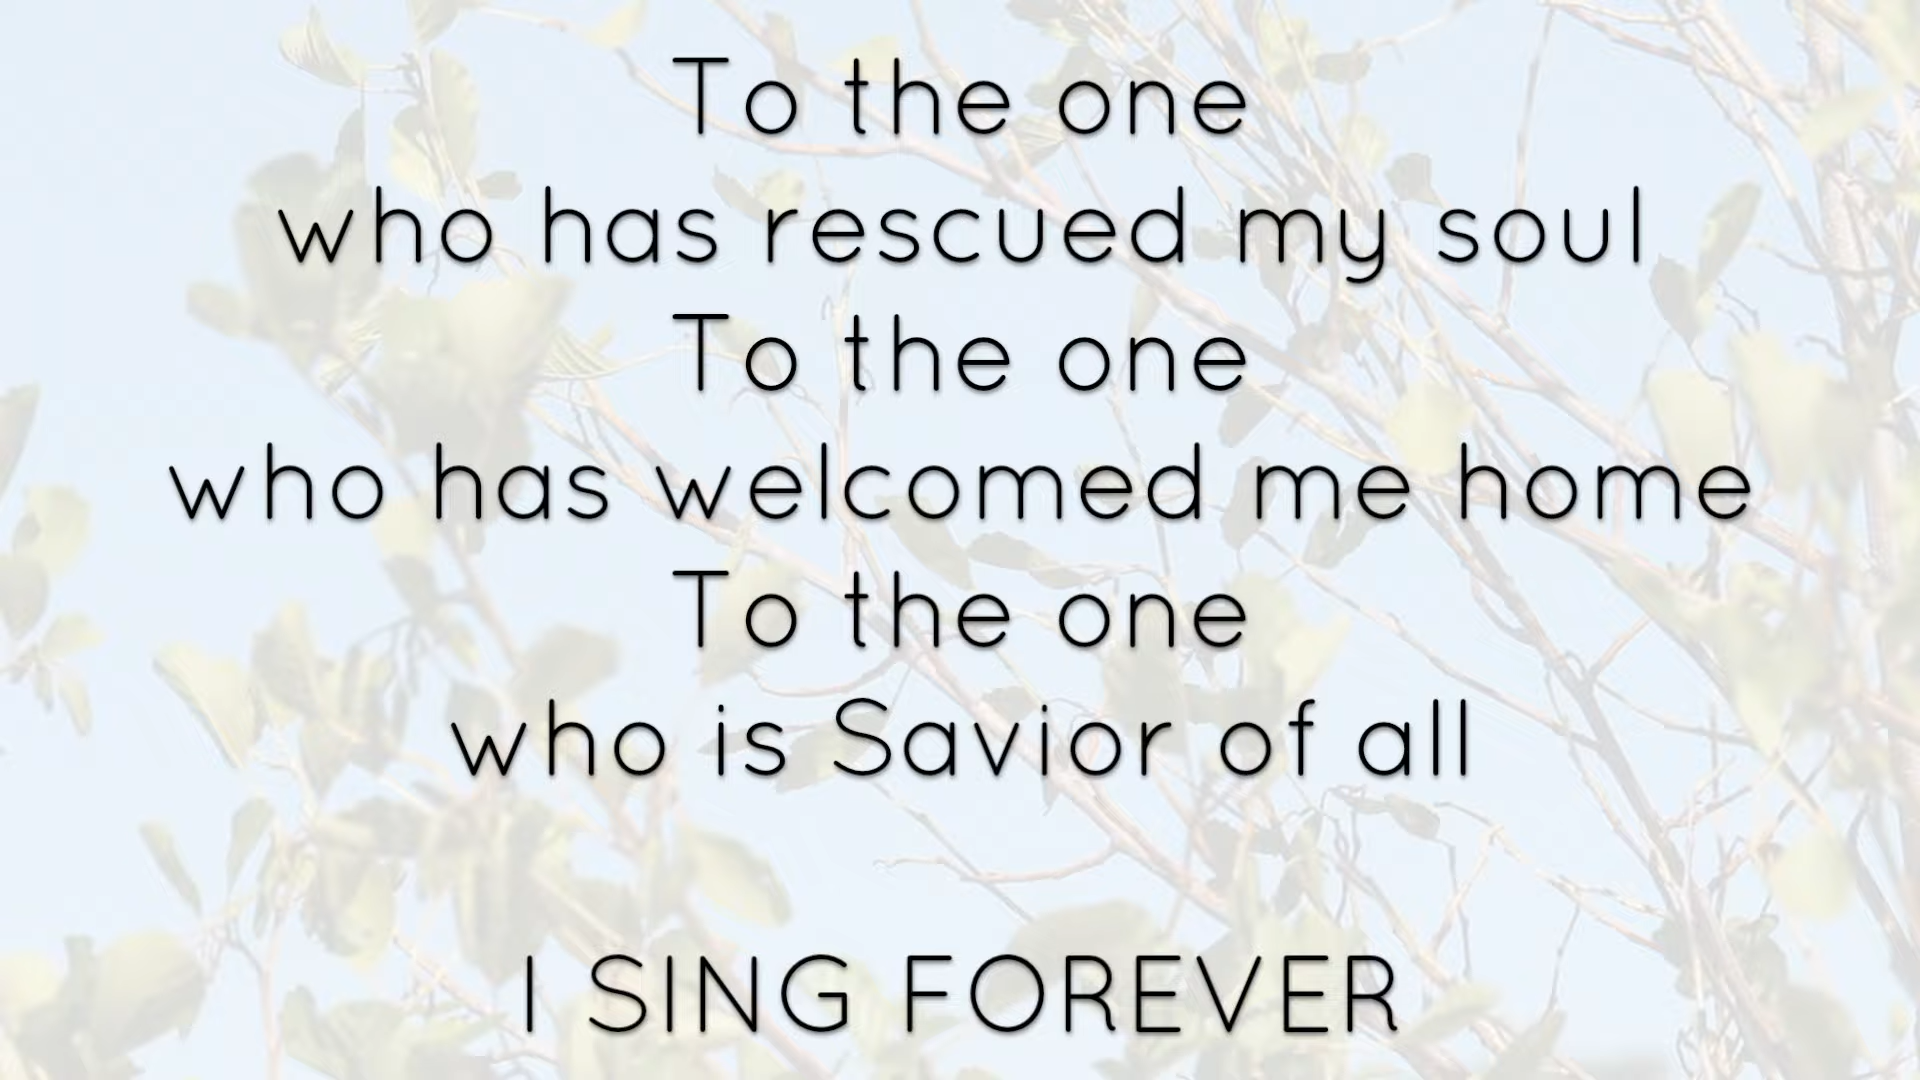 To the one
who has rescued my soul
To the one
who has welcomed me home
To the one
who is Savior of all
I SING FOREVER